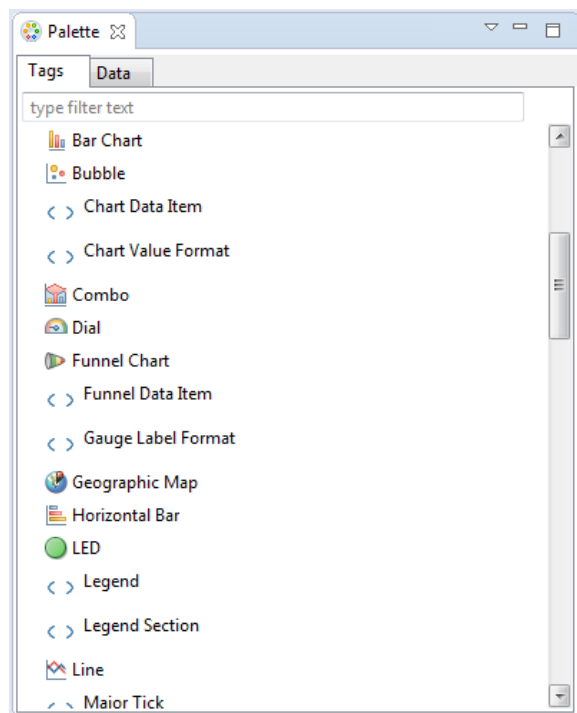 Palette
Tags Data
type filter text
Bar Chart
Bubble
Chart Data Item
Chart Value Format
Combo
Dial
Funnel Chart
Funnel Data Item
Gauge Label Format
Geographic Map
Horizontal Bar
LED
Legend
Legend Section
Line
Major Tick